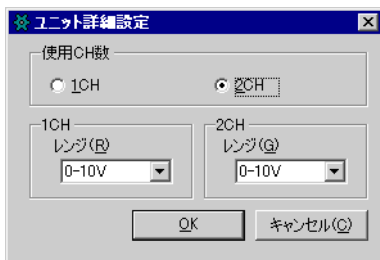 ユニット詳細設定
使用CH数
1CH
2CH
1CH
レンジ(R)
0-10V
2CH
レンジ(G)
0-10V
OK
キャンセル(C)